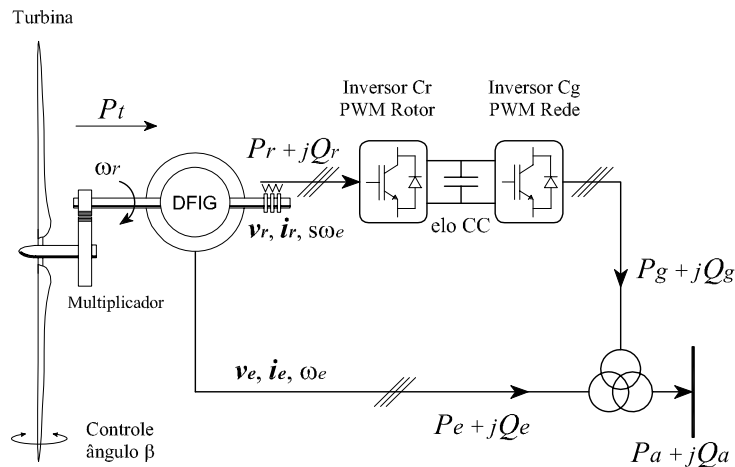 Turbina
Pt
ωr
DFIG
Pr + jQr
Inversor Cr
PWM Rotor
Inversor Cg
PWM Rede
elo CC
vr, ir, sωe
Multiplicador
Pg + jQg
ve, ie, ωe
Pe + jQe
Controle
ângulo β
Pa + jQa